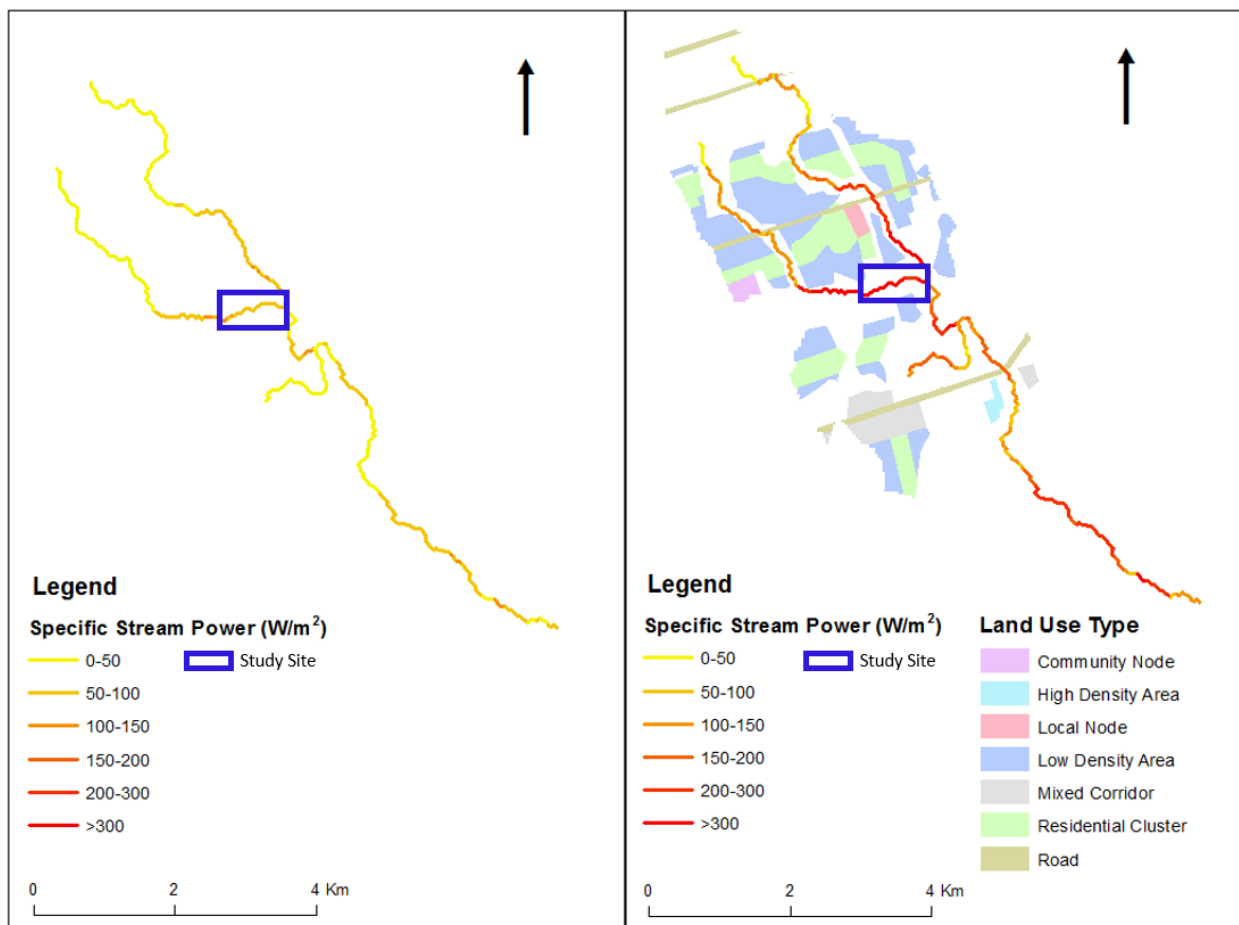 Legend
Specific Stream Power (W/m²)
0-50
Study Site
50-100
100-150
150-200
200-300
>300
0
2
4 Km
Legend
Specific Stream Power (W/m²)
0-50
Study Site
50-100
100-150
150-200
200-300
>300
Land Use Type
Community Node
High Density Area
Local Node
Low Density Area
Mixed Corridor
Residential Cluster
Road
0
2
4 Km